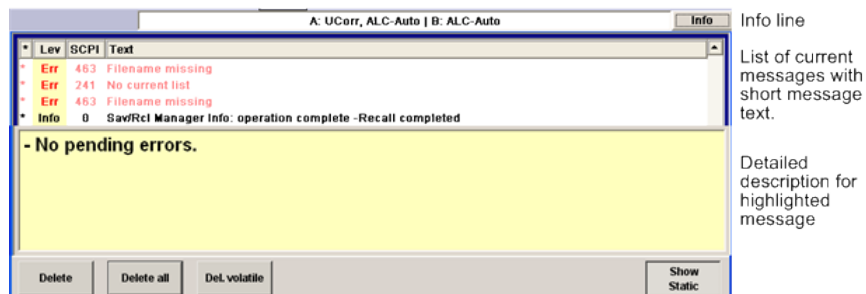 A: UCorr, ALC-Auto | B: ALC-Auto
Info
Info line
* Lev SCPI Text
* Err 463 Filename missing
* Err 241 No current list
* Err 463 Filename missing
* Info 0 Sav/Rcl Manager Info: operation complete -Recall completed
List of current
messages with
short message
text.
- No pending errors.
Detailed
description for
highlighted
message
Delete
Delete all
Del. volatile
Show
Static